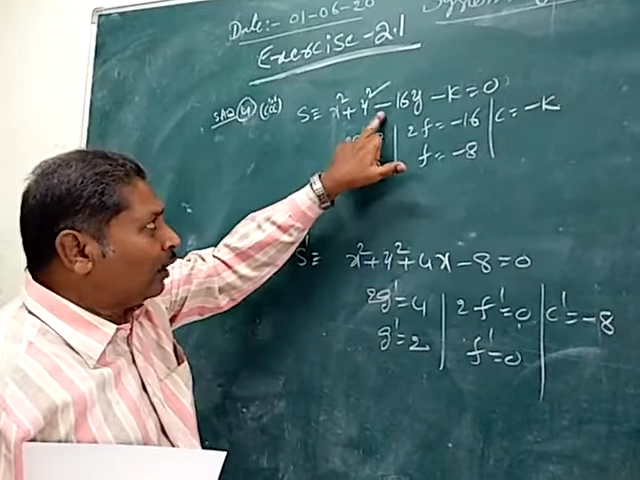 Date:- 01-06-20
Exercise-2.1
SAQ 4
S ≡ x² + y² - 16y - k = 0
2f = -16 | c = -k
f = -8
S' ≡ x² + y² + 4x - 8 = 0
2g' = 4 | 2f' = 0 | c' = -8
g' = 2 | f' = 0